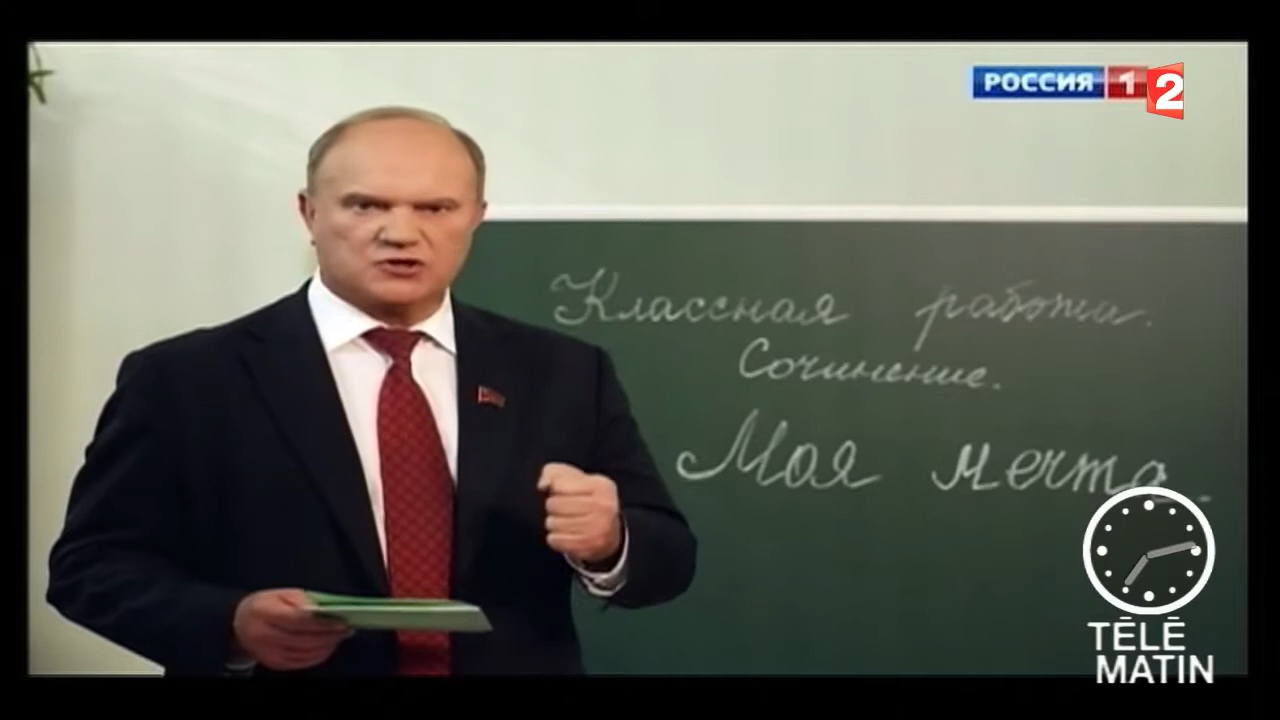 РОССИЯ 1
2
Классная работа.
Сочинение.
Моя мечта.
TÉLÉ
MATIN